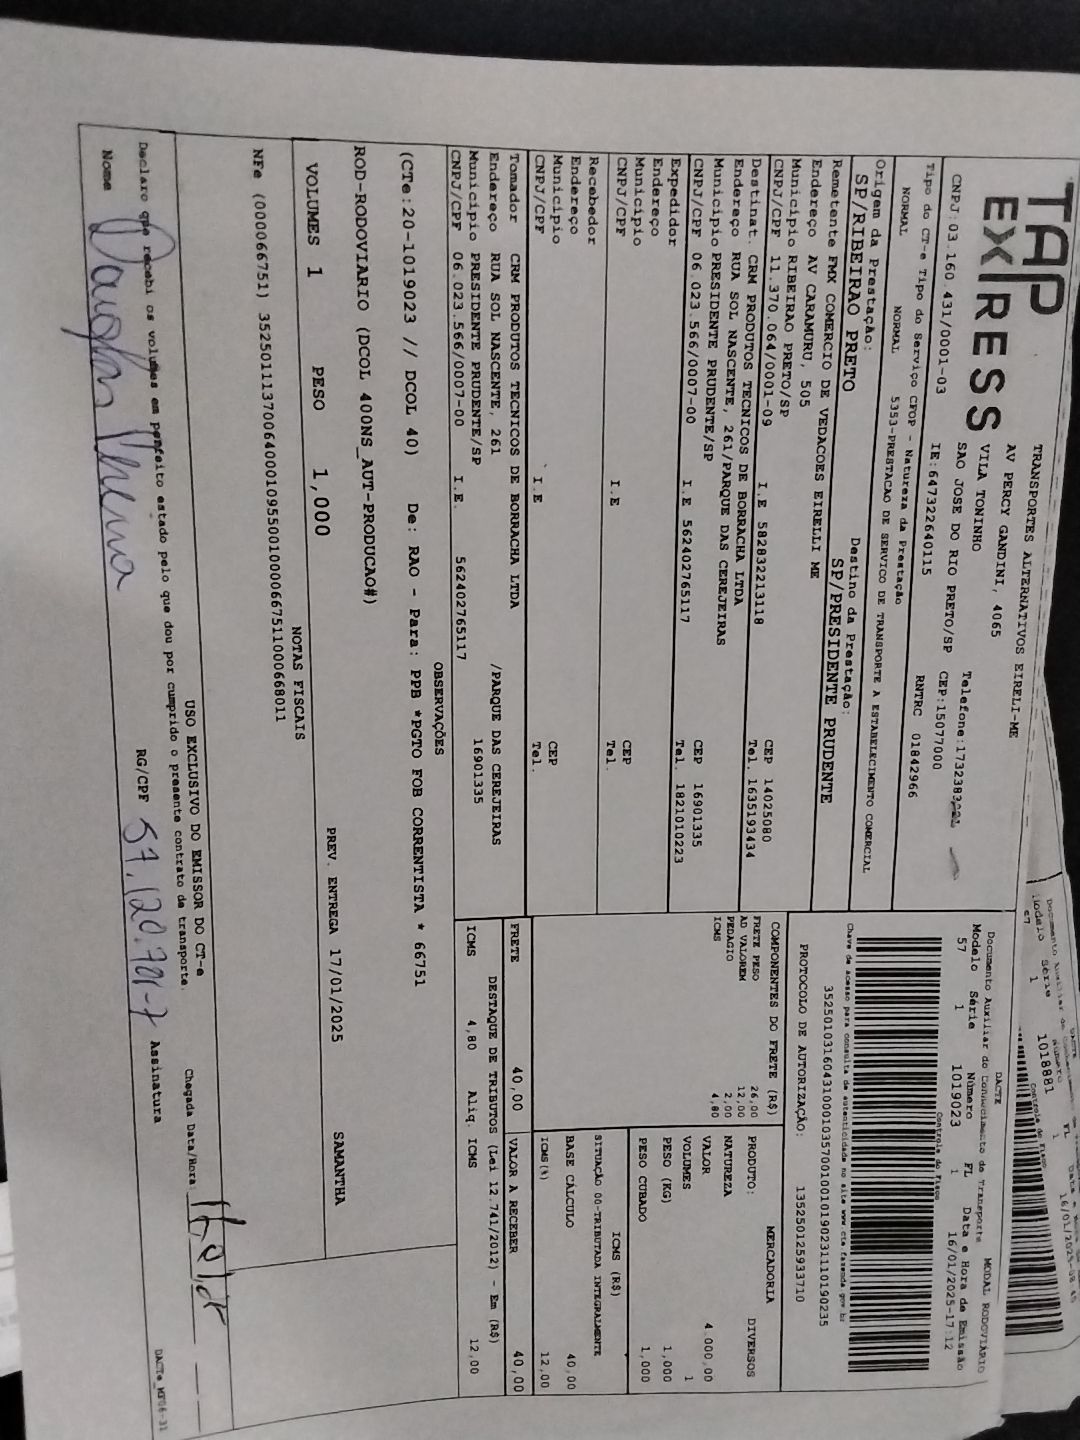 TAP
EXPRESS
TRANSPORTES ALTERNATIVOS EIRELI-ME
AV PERCY GANDINI, 4065
VILA TONINHO
SAO JOSE DO RIO PRETO/SP CEP:15077000
CNPJ:03.160.431/0001-03 IE:647322640115
Tipo do CT-e Tipo do Serviço CFOP - Natureza da Prestação RNTRC 01842966
NORMAL NORMAL 5353-PRESTACAO DE SERVICO DE TRANSPORTE A ESTABELECIMENTO COMERCIAL
Origem da Prestação: Destino da Prestação:
SP/RIBEIRAO PRETO SP/PRESIDENTE PRUDENTE
Remetente FMX COMERCIO DE VEDACOES EIRELLI ME
Endereço AV CARAMURU, 505
Município RIBEIRAO PRETO/SP CEP 14025080
CNPJ/CPF 11.370.064/0001-09 I.E 582832213118 Tel. 1635193434
Destinat. CRM PRODUTOS TECNICOS DE BORRACHA LTDA
Endereço RUA SOL NASCENTE, 261/PARQUE DAS CEREJEIRAS
Município PRESIDENTE PRUDENTE/SP CEP 16901335
CNPJ/CPF 06.023.566/0007-00 I.E 562402765117 Tel. 1821010223
Expedidor
Endereço
Município CEP
CNPJ/CPF I.E Tel.
Recebedor
Endereço
Município CEP
CNPJ/CPF I.E Tel.
Tomador CRM PRODUTOS TECNICOS DE BORRACHA LTDA
Endereço RUA SOL NASCENTE, 261 /PARQUE DAS CEREJEIRAS
Município PRESIDENTE PRUDENTE/SP 16901335
CNPJ/CPF 06.023.566/0007-00 I.E. 562402765117
DACTE MODAL RODOVIÁRIO
Documento Auxiliar do Conhecimento de Transporte
Modelo Série Número FL Data e Hora de Emissão
57 1 1019023 1 16/01/2025-17:12
Controle do Fisco
Chave de acesso para consulta de autenticidade no site www.cte.fazenda.gov.br
PROTOCOLO DE AUTORIZAÇÃO: 135250125933710
COMPONENTES DO FRETE (R$)
FRETE PESO 26,00
AD VALOREM 12,00
PEDAGIO 2,00
ICMS 4,80
MERCADORIA
PRODUTO: DIVERSOS
NATUREZA
VALOR 4.000,00
VOLUMES 1
PESO (KG) 1,000
PESO CUBADO 1,000
ICMS (R$)
SITUAÇÃO 00-TRIBUTADA INTEGRALMENTE
BASE CÁLCULO 40,00
ICMS(%) 12,00
FRETE 40,00 VALOR A RECEBER 40,00
DESTAQUE DE TRIBUTOS (Lei 12.741/2012) - Em (R$)
ICMS 4,80 Aliq. ICMS 12,00
OBSERVAÇÕES
(CTe:20-1019023 // DCOL 40) De: RAO - Para: PPB *PGTO FOB CORRENTISTA * 66751
ROD-RODOVIARIO (DCOL 400NS_AUT-PRODUCAO#)
VOLUMES 1 PESO 1,000 PREV. ENTREGA 17/01/2025 SAMANTHA
NOTAS FISCAIS
NFe (000066751) 35250111370064000109550010000667511000668011
USO EXCLUSIVO DO EMISSOR DO CT-e
Declaro que recebi os volumes em perfeito estado pelo que dou por cumprido o presente contrato de transporte. Chegada Data/Hora
Nome RG/CPF 57.120.701-7 Assinatura
DACTe_MF06-31
1018881